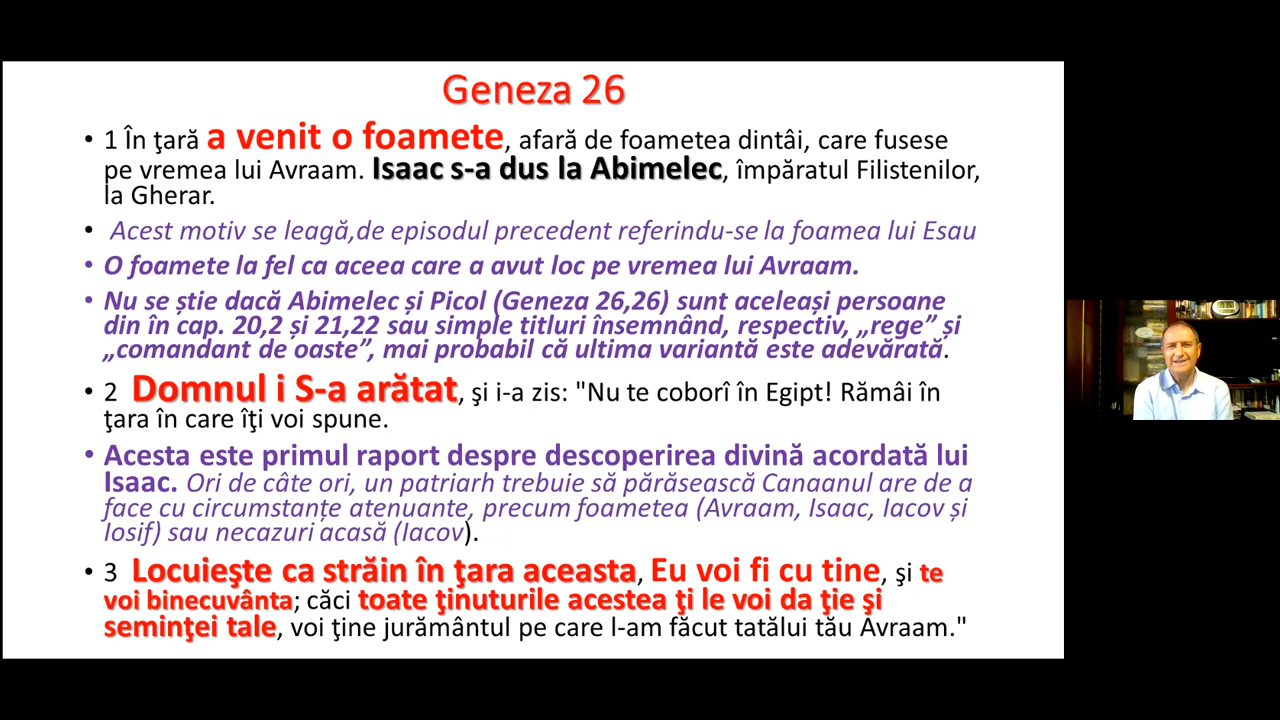 Geneza 26
• 1 În ţară a venit o foamete, afară de foametea dintâi, care fusese
pe vremea lui Avraam. Isaac s-a dus la Abimelec, împăratul Filistenilor,
la Gherar.
• Acest motiv se leagă,de episodul precedent referindu-se la foamea lui Esau
• O foamete la fel ca aceea care a avut loc pe vremea lui Avraam.
• Nu se știe dacă Abimelec și Picol (Geneza 26,26) sunt aceleași persoane
din în cap. 20,2 și 21,22 sau simple titluri însemnând, respectiv, „rege” și
„comandant de oaste”, mai probabil că ultima variantă este adevărată.
• 2 Domnul i S-a arătat, şi i-a zis: "Nu te coborî în Egipt! Rămâi în
ţara în care îţi voi spune.
• Acesta este primul raport despre descoperirea divină acordată lui
Isaac. Ori de câte ori, un patriarh trebuie să părăsească Canaanul are de a
face cu circumstanțe atenuante, precum foametea (Avraam, Isaac, Iacov și
Iosif) sau necazuri acasă (Iacov).
• 3 Locuieşte ca străin în ţara aceasta, Eu voi fi cu tine, şi te
voi binecuvânta; căci toate ţinuturile acestea ţi le voi da ţie şi
seminţei tale, voi ţine jurământul pe care l-am făcut tatălui tău Avraam."